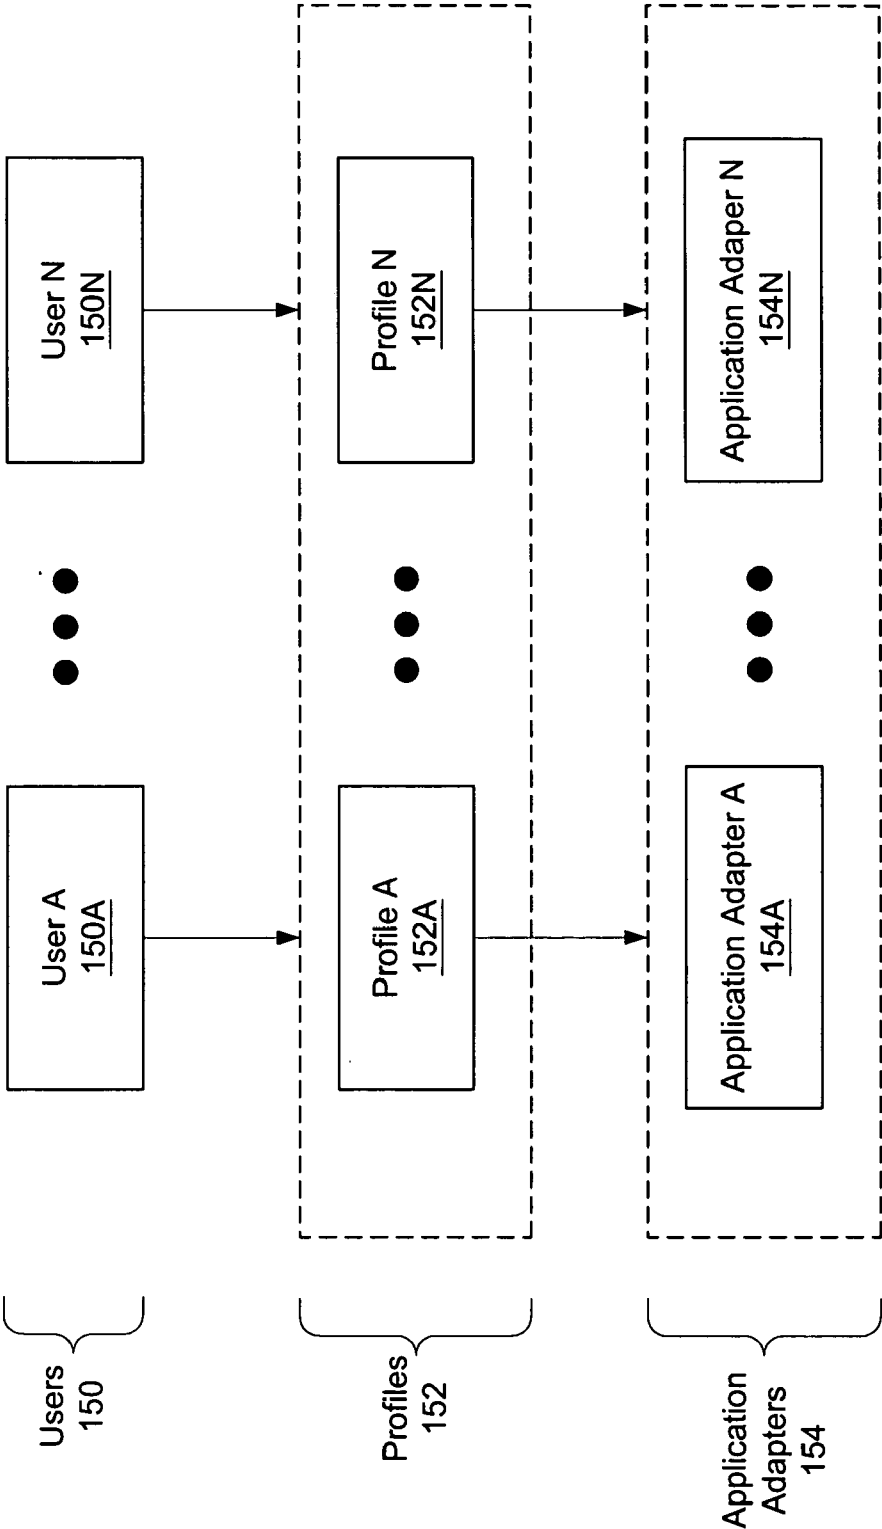 Users
150
User A
150A
User N
150N
Profiles
152
Profile A
152A
Profile N
152N
Application
Adapters
154
Application Adapter A
154A
Application Adaper N
154N